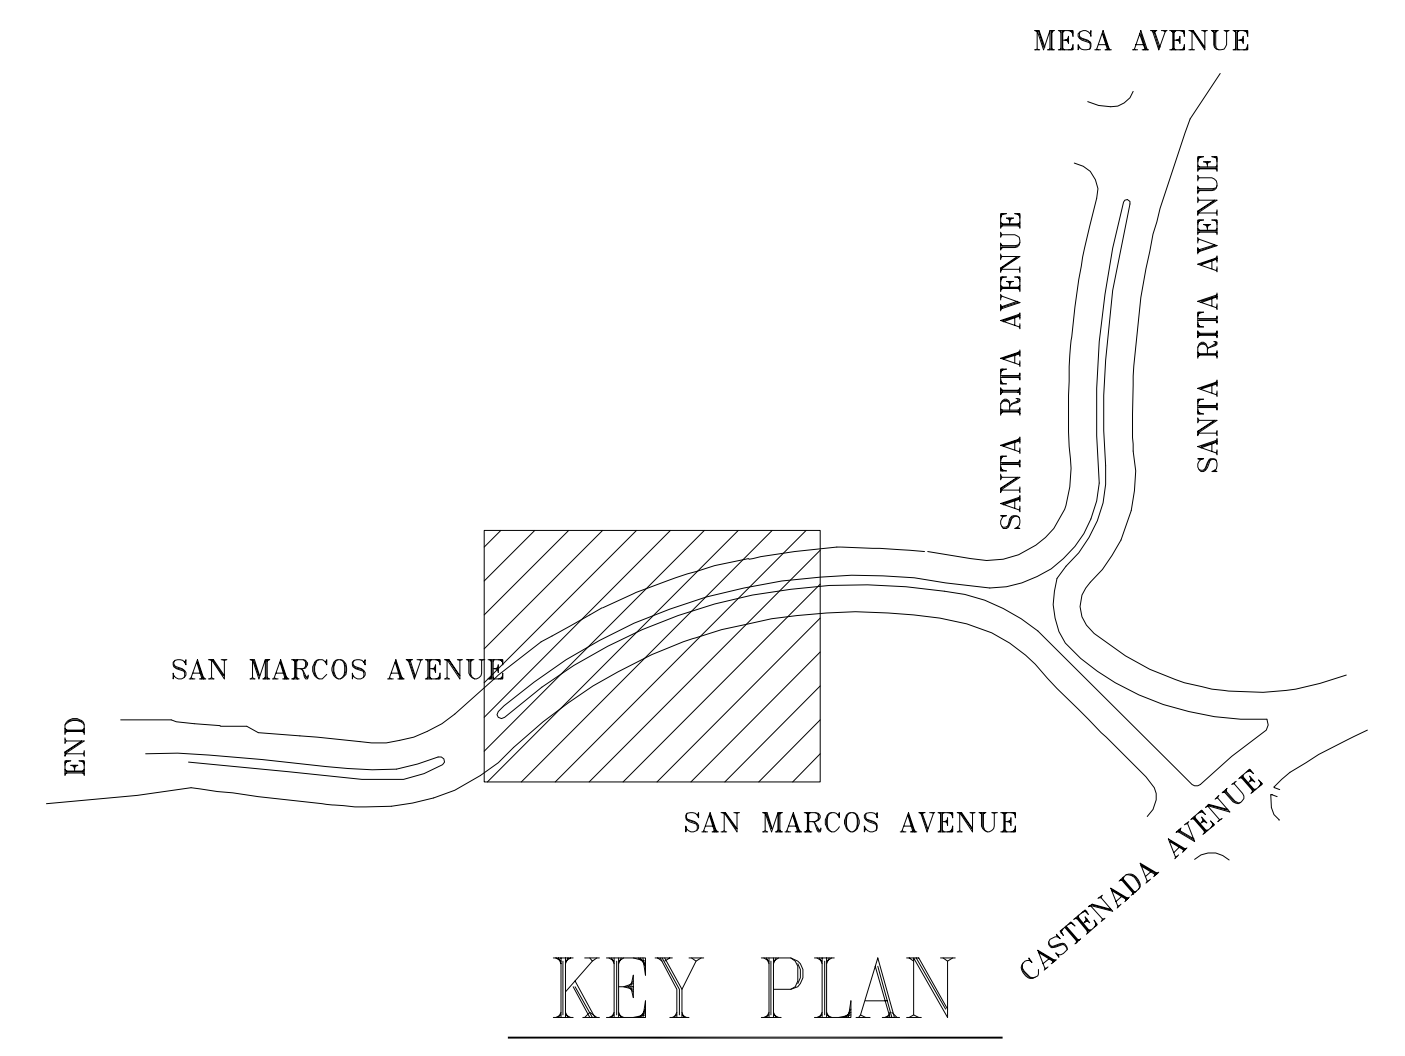 MESA AVENUE
SANTA RITA AVENUE
SANTA RITA AVENUE
SAN MARCOS AVENUE
END
SAN MARCOS AVENUE
CASTENADA AVENUE
KEY PLAN